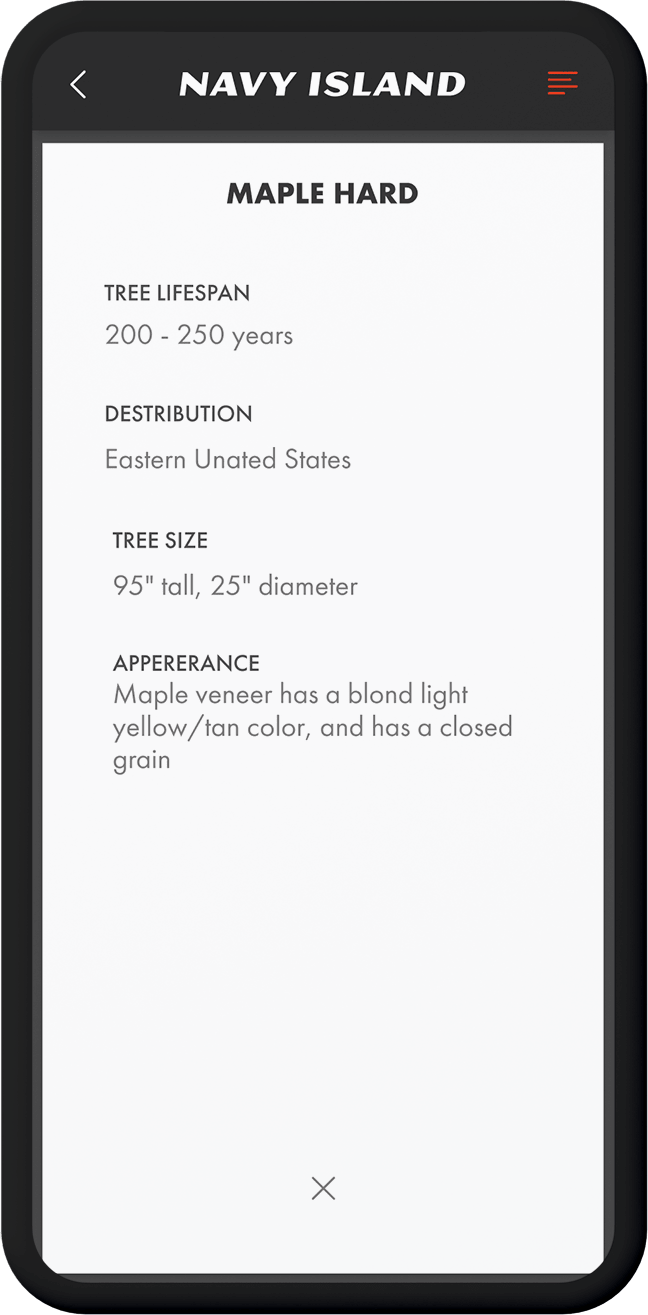 NAVY ISLAND
MAPLE HARD
TREE LIFESPAN
200 - 250 years
DESTRIBUTION
Eastern Unated States
TREE SIZE
95" tall, 25" diameter
APPERERANCE
Maple veneer has a blond light
yellow/tan color, and has a closed
grain